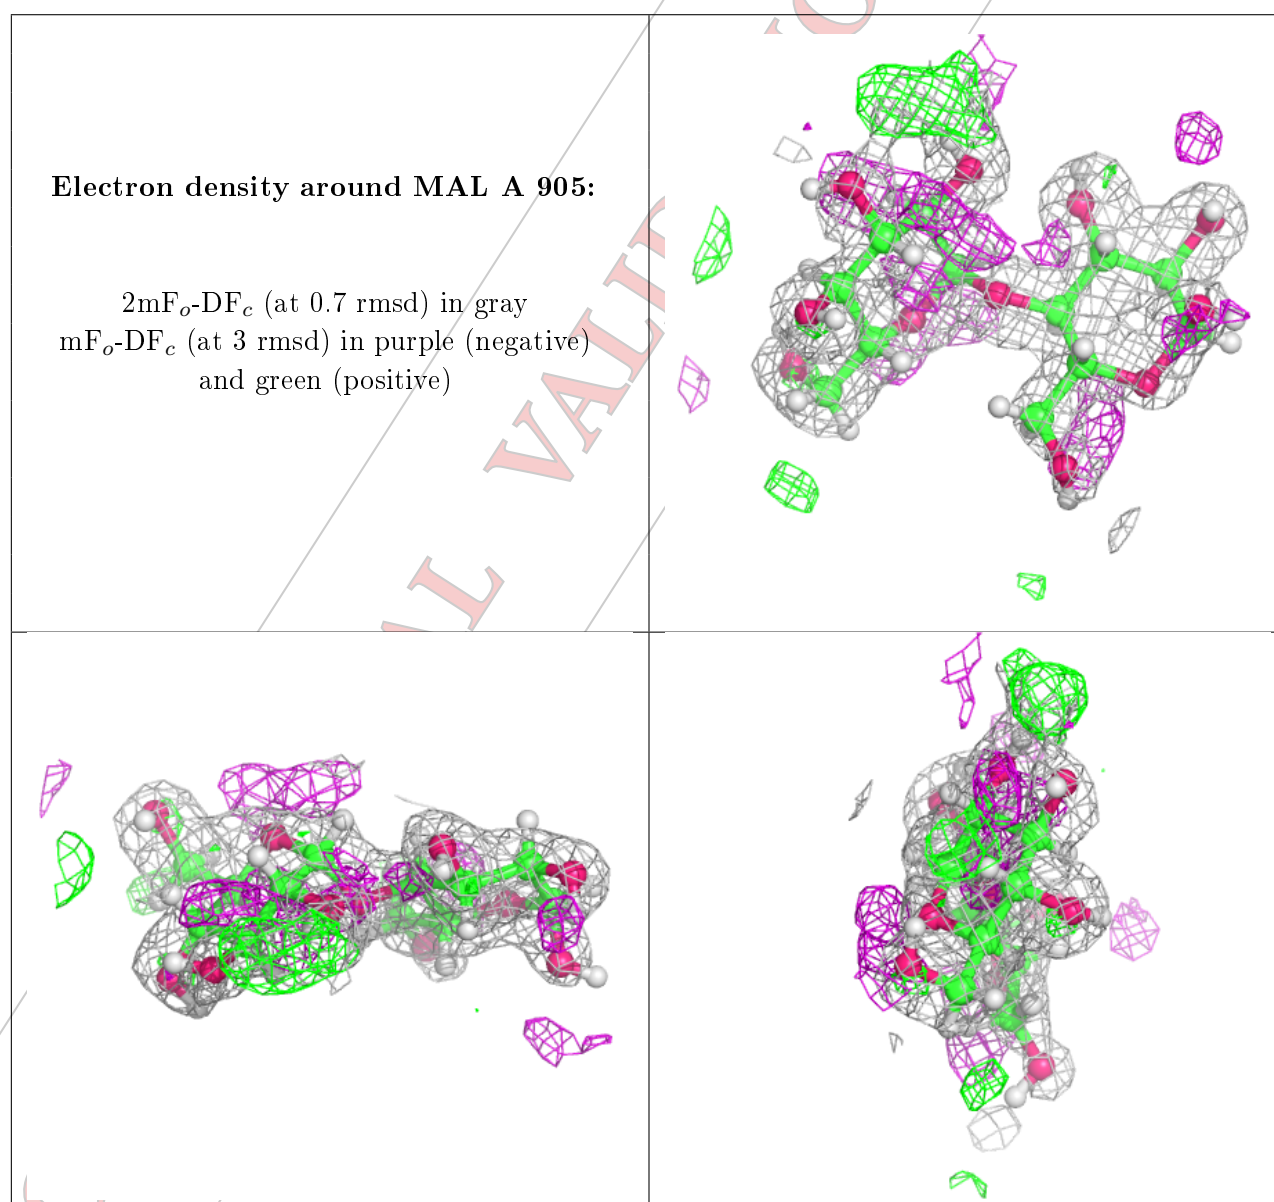 Electron density around MAL A 905:
2mFo-DFc (at 0.7 rmsd) in gray
mFo-DFc (at 3 rmsd) in purple (negative)
and green (positive)